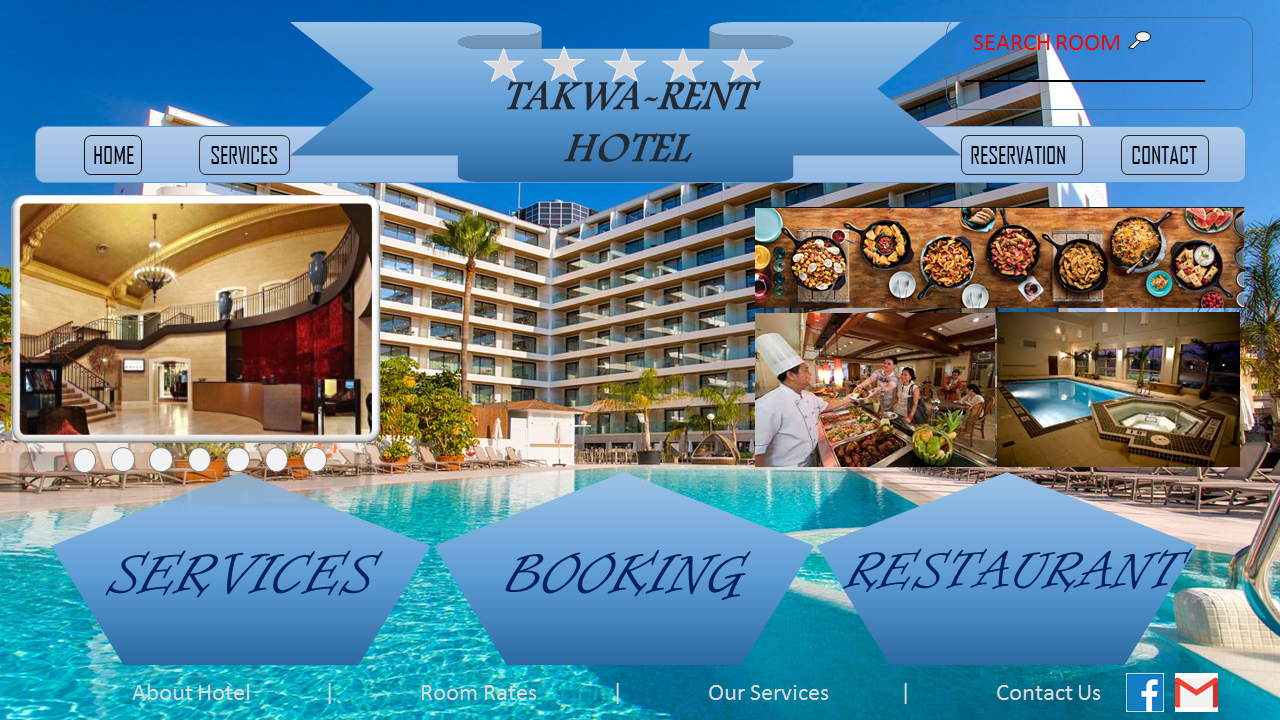 SEARCH ROOM
TAKWA-RENT
HOTEL
HOME
SERVICES
RESERVATION
CONTACT
SERVICES
BOOKING
RESTAURANT
About Hotel | Room Rates | Our Services | Contact Us